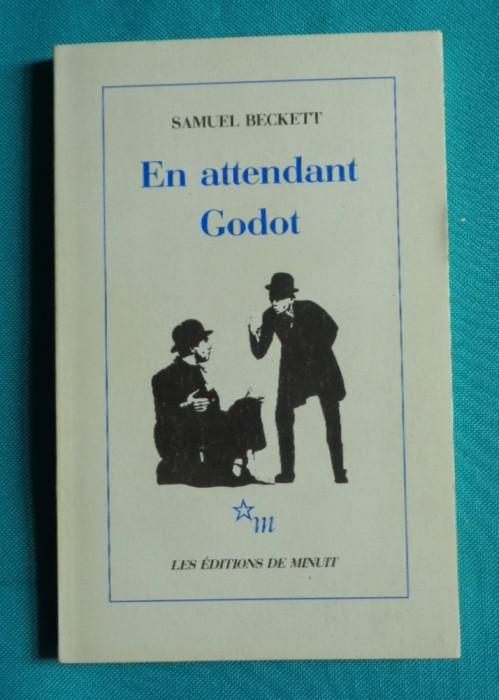 SAMUEL BECKETT
En attendant
Godot
m
LES ÉDITIONS DE MINUIT